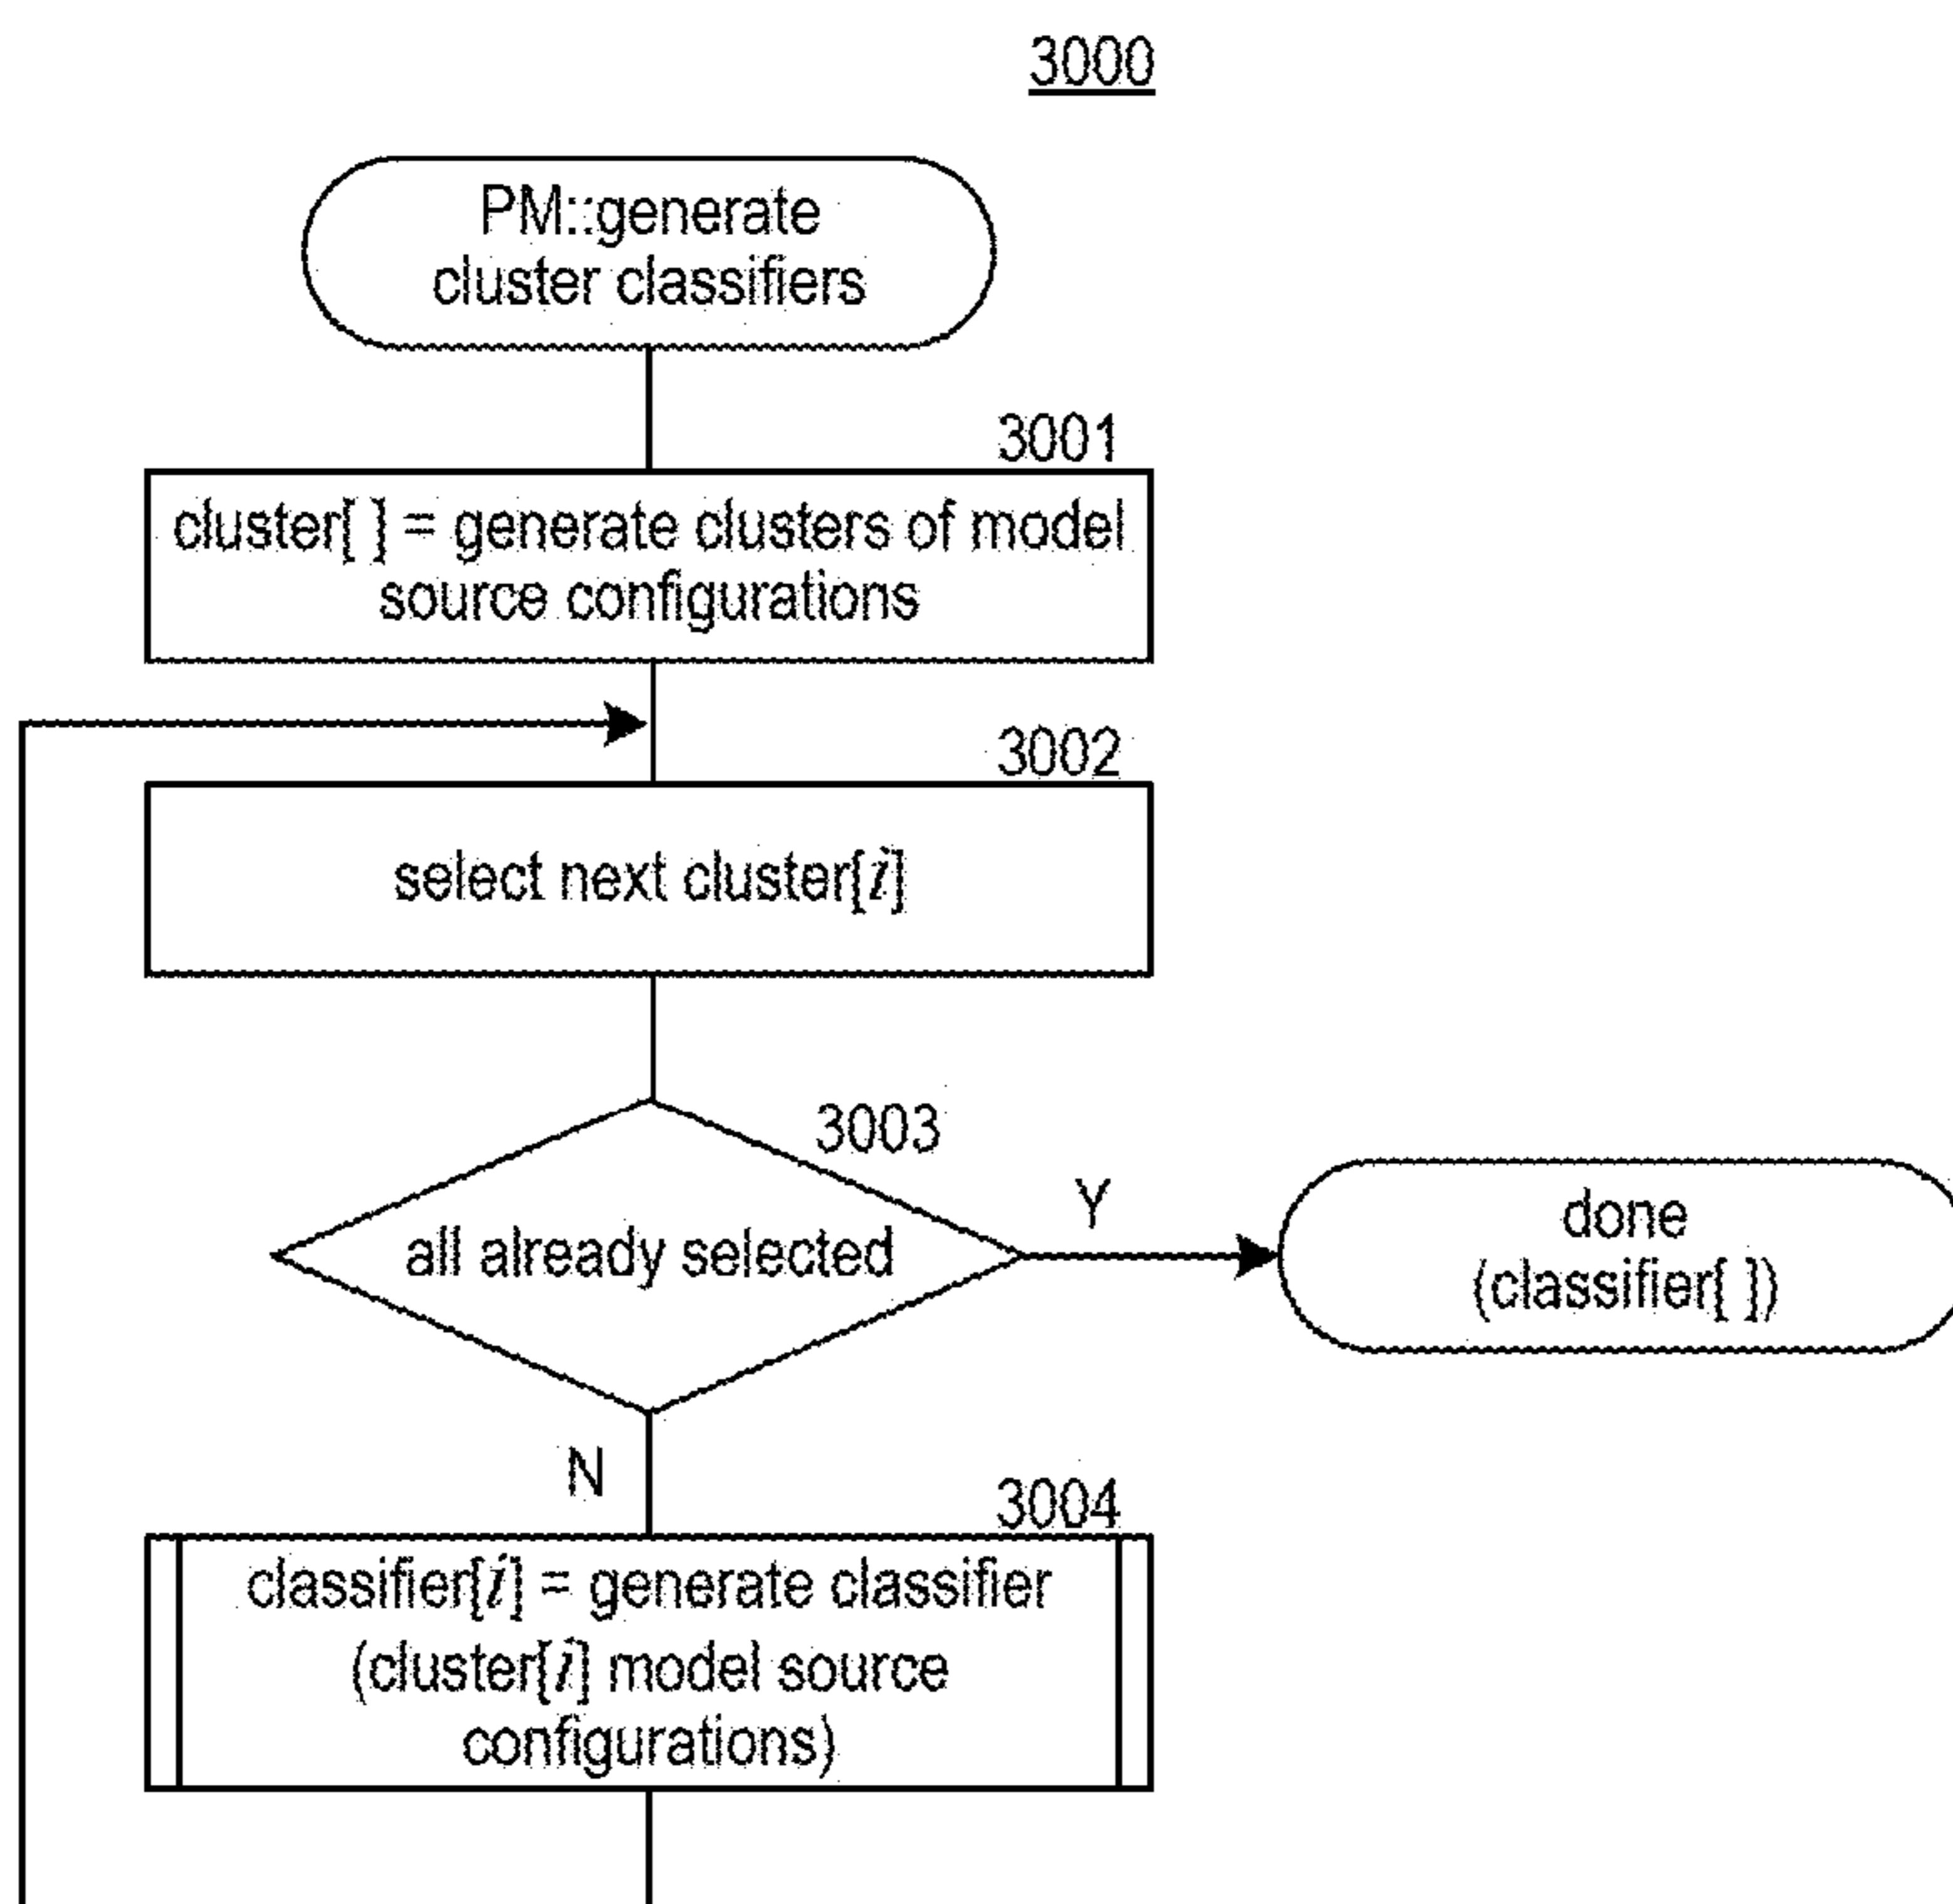 3000
PM::generate
cluster classifiers
3001
cluster[ ] = generate clusters of model
source configurations
3002
select next cluster[i]
3003
all already selected
Y
done
(classifier[ ])
N
3004
classifier[i] = generate classifier
(cluster[i] model source
configurations)